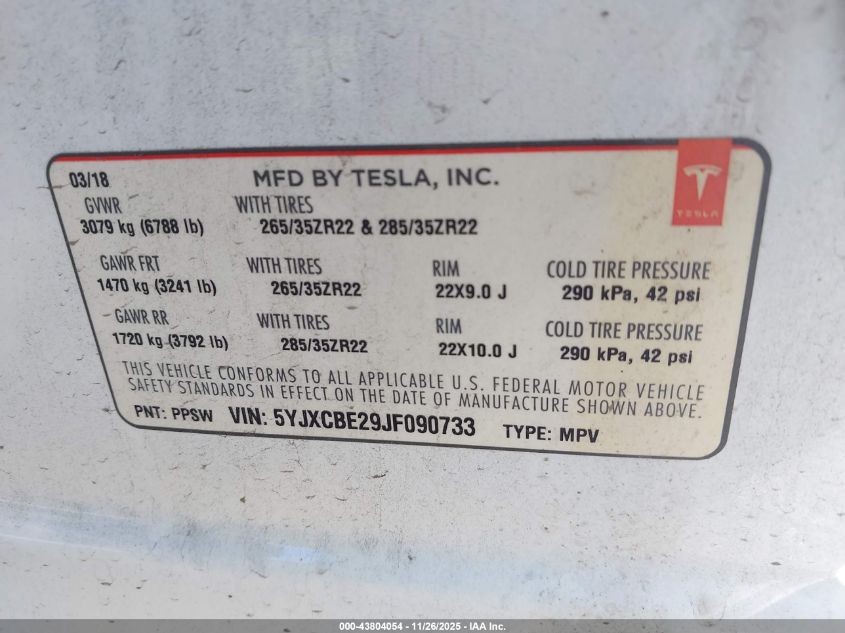 03/18 MFD BY TESLA, INC.
TESLA
GVWR WITH TIRES
3079 kg (6788 lb) 265/35ZR22 & 285/35ZR22
GAWR FRT WITH TIRES RIM COLD TIRE PRESSURE
1470 kg (3241 lb) 265/35ZR22 22X9.0 J 290 kPa, 42 psi
GAWR RR WITH TIRES RIM COLD TIRE PRESSURE
1720 kg (3792 lb) 285/35ZR22 22X10.0 J 290 kPa, 42 psi
THIS VEHICLE CONFORMS TO ALL APPLICABLE U.S. FEDERAL MOTOR VEHICLE
SAFETY STANDARDS IN EFFECT ON THE DATE OF MANUFACTURE SHOWN ABOVE.
PNT: PPSW VIN: 5YJXCBE29JF090733 TYPE: MPV
000-43804054 - 11/26/2025 - IAA Inc.